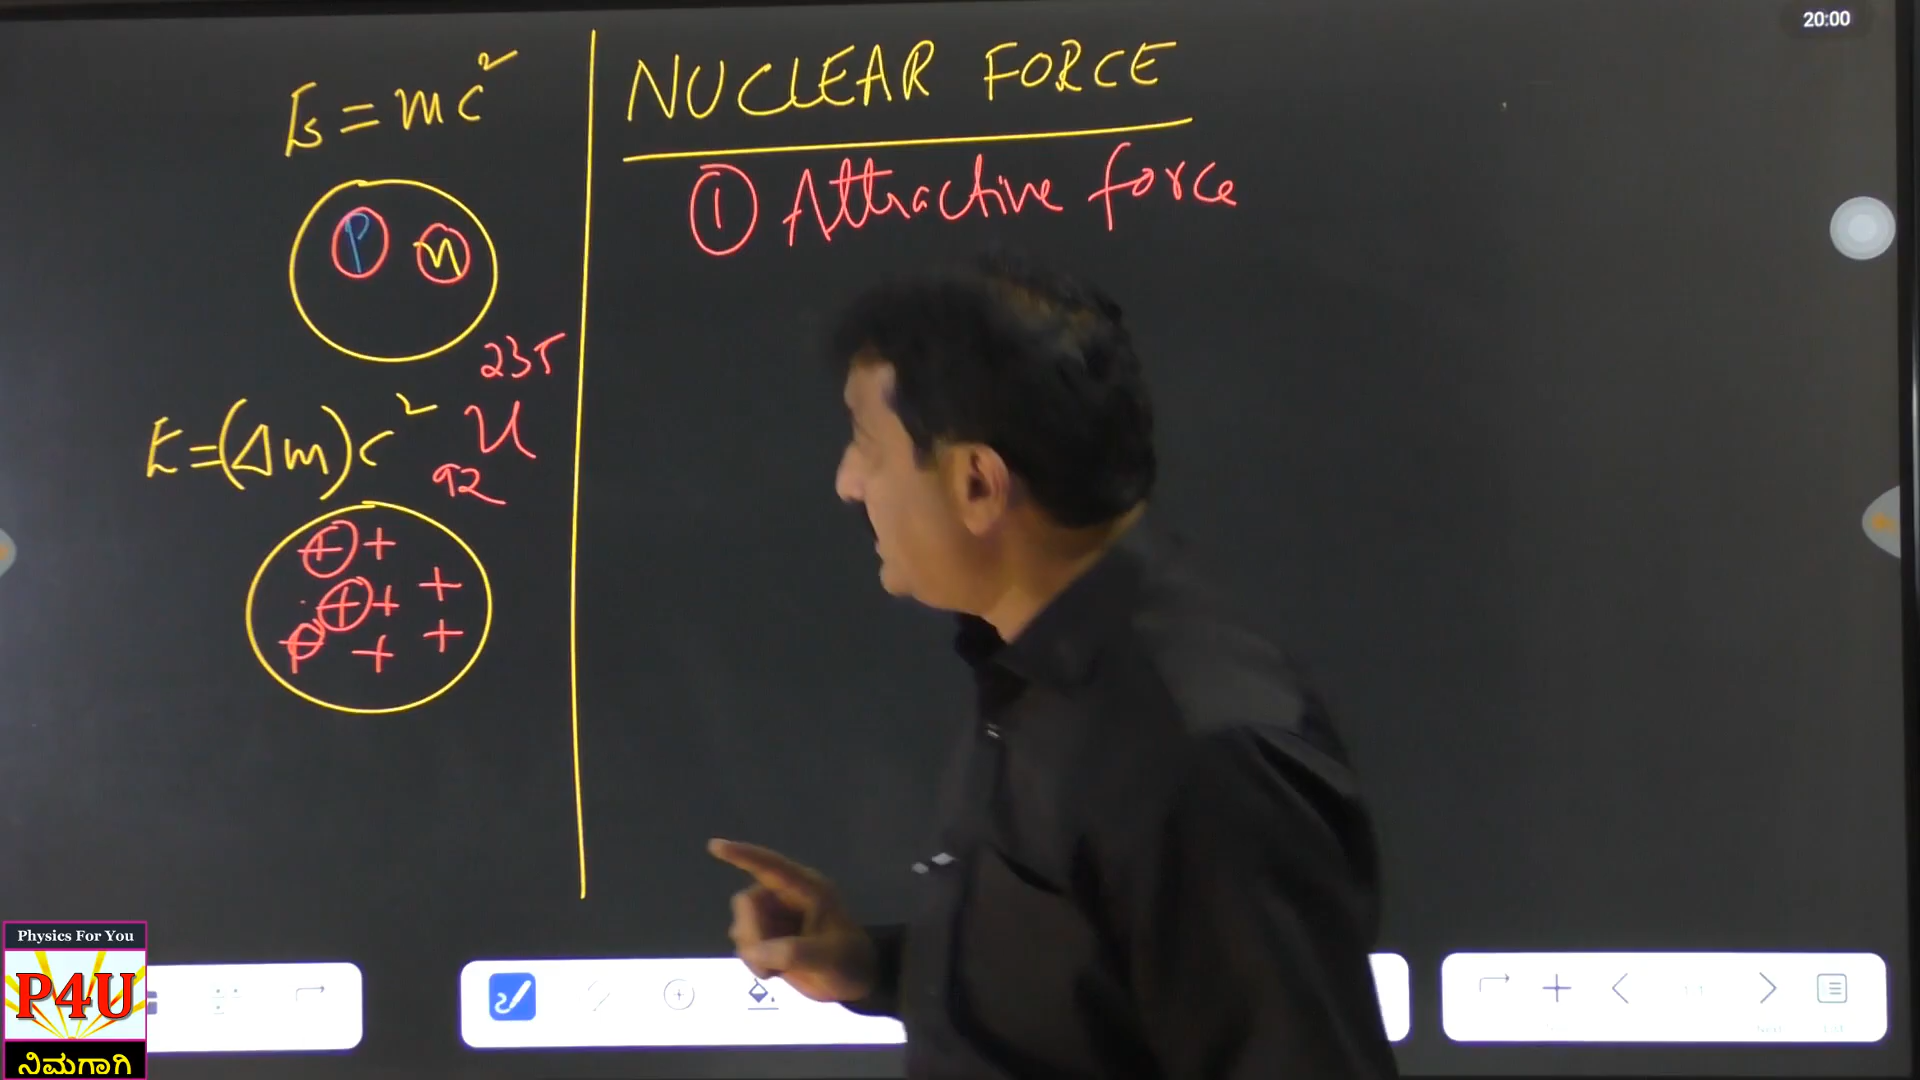 20:00
E = mc²
P n
E = (Δm)c²
235
U
92
+ +
+ + +
+ + +
NUCLEAR FORCE
① Attractive force
Physics For You
P4U
ನಿಮಗಾಗಿ